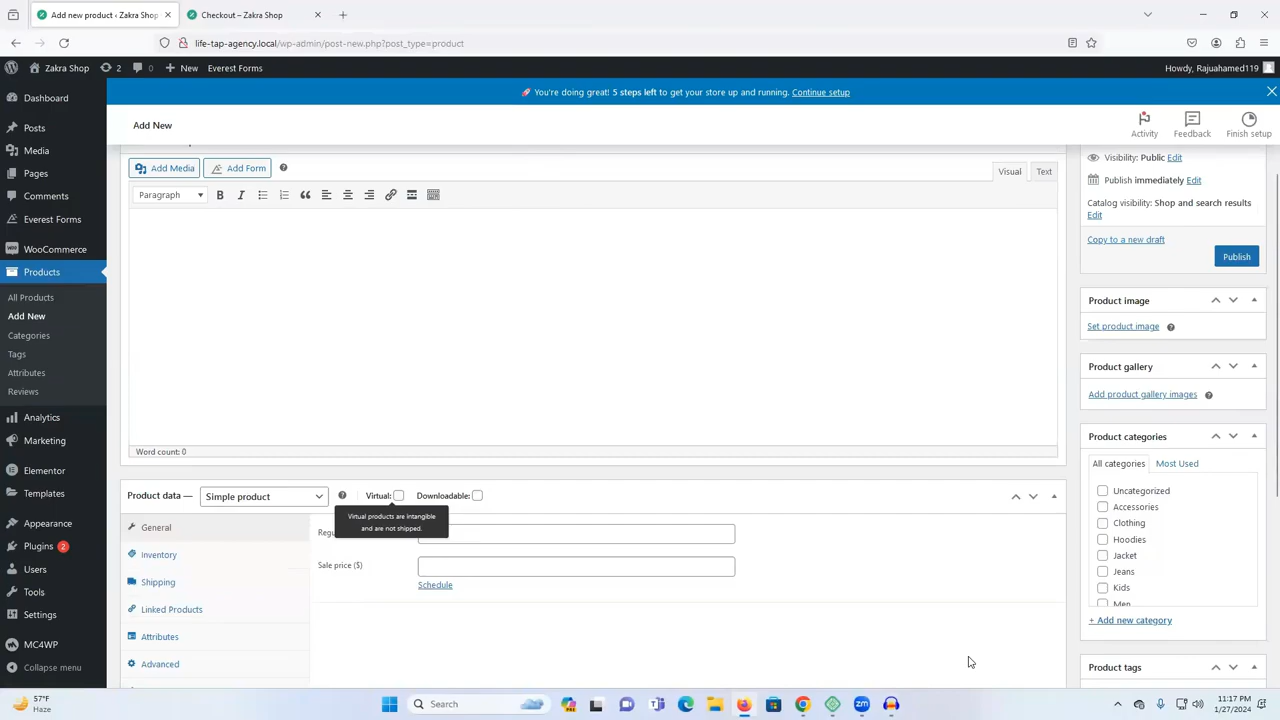 Add new product ‹ Zakra Shop
Checkout – Zakra Shop
life-tap-agency.local/wp-admin/post-new.php?post_type=product
Zakra Shop
2
0
New
Everest Forms
Howdy, Rajuahamed119
Dashboard
Posts
Media
Pages
Comments
Everest Forms
WooCommerce
Products
All Products
Add New
Categories
Tags
Attributes
Reviews
Analytics
Marketing
Elementor
Templates
Appearance
Plugins 2
Users
Tools
Settings
MC4WP
Collapse menu
You're doing great! 5 steps left to get your store up and running. Continue setup
Add New
Activity
Feedback
Finish setup
Add Media
Add Form
Visual
Text
Paragraph
Word count: 0
Product data —
Simple product
Virtual:
Downloadable:
Virtual products are intangible
and are not shipped.
General
Inventory
Shipping
Linked Products
Attributes
Advanced
Sale price ($)
Schedule
Visibility: Public Edit
Publish immediately Edit
Catalog visibility: Shop and search results
Edit
Copy to a new draft
Publish
Product image
Set product image
Product gallery
Add product gallery images
Product categories
All categories
Most Used
Uncategorized
Accessories
Clothing
Hoodies
Jacket
Jeans
Kids
Men
+ Add new category
Product tags
57°F
Haze
Search
11:17 PM
1/27/2024